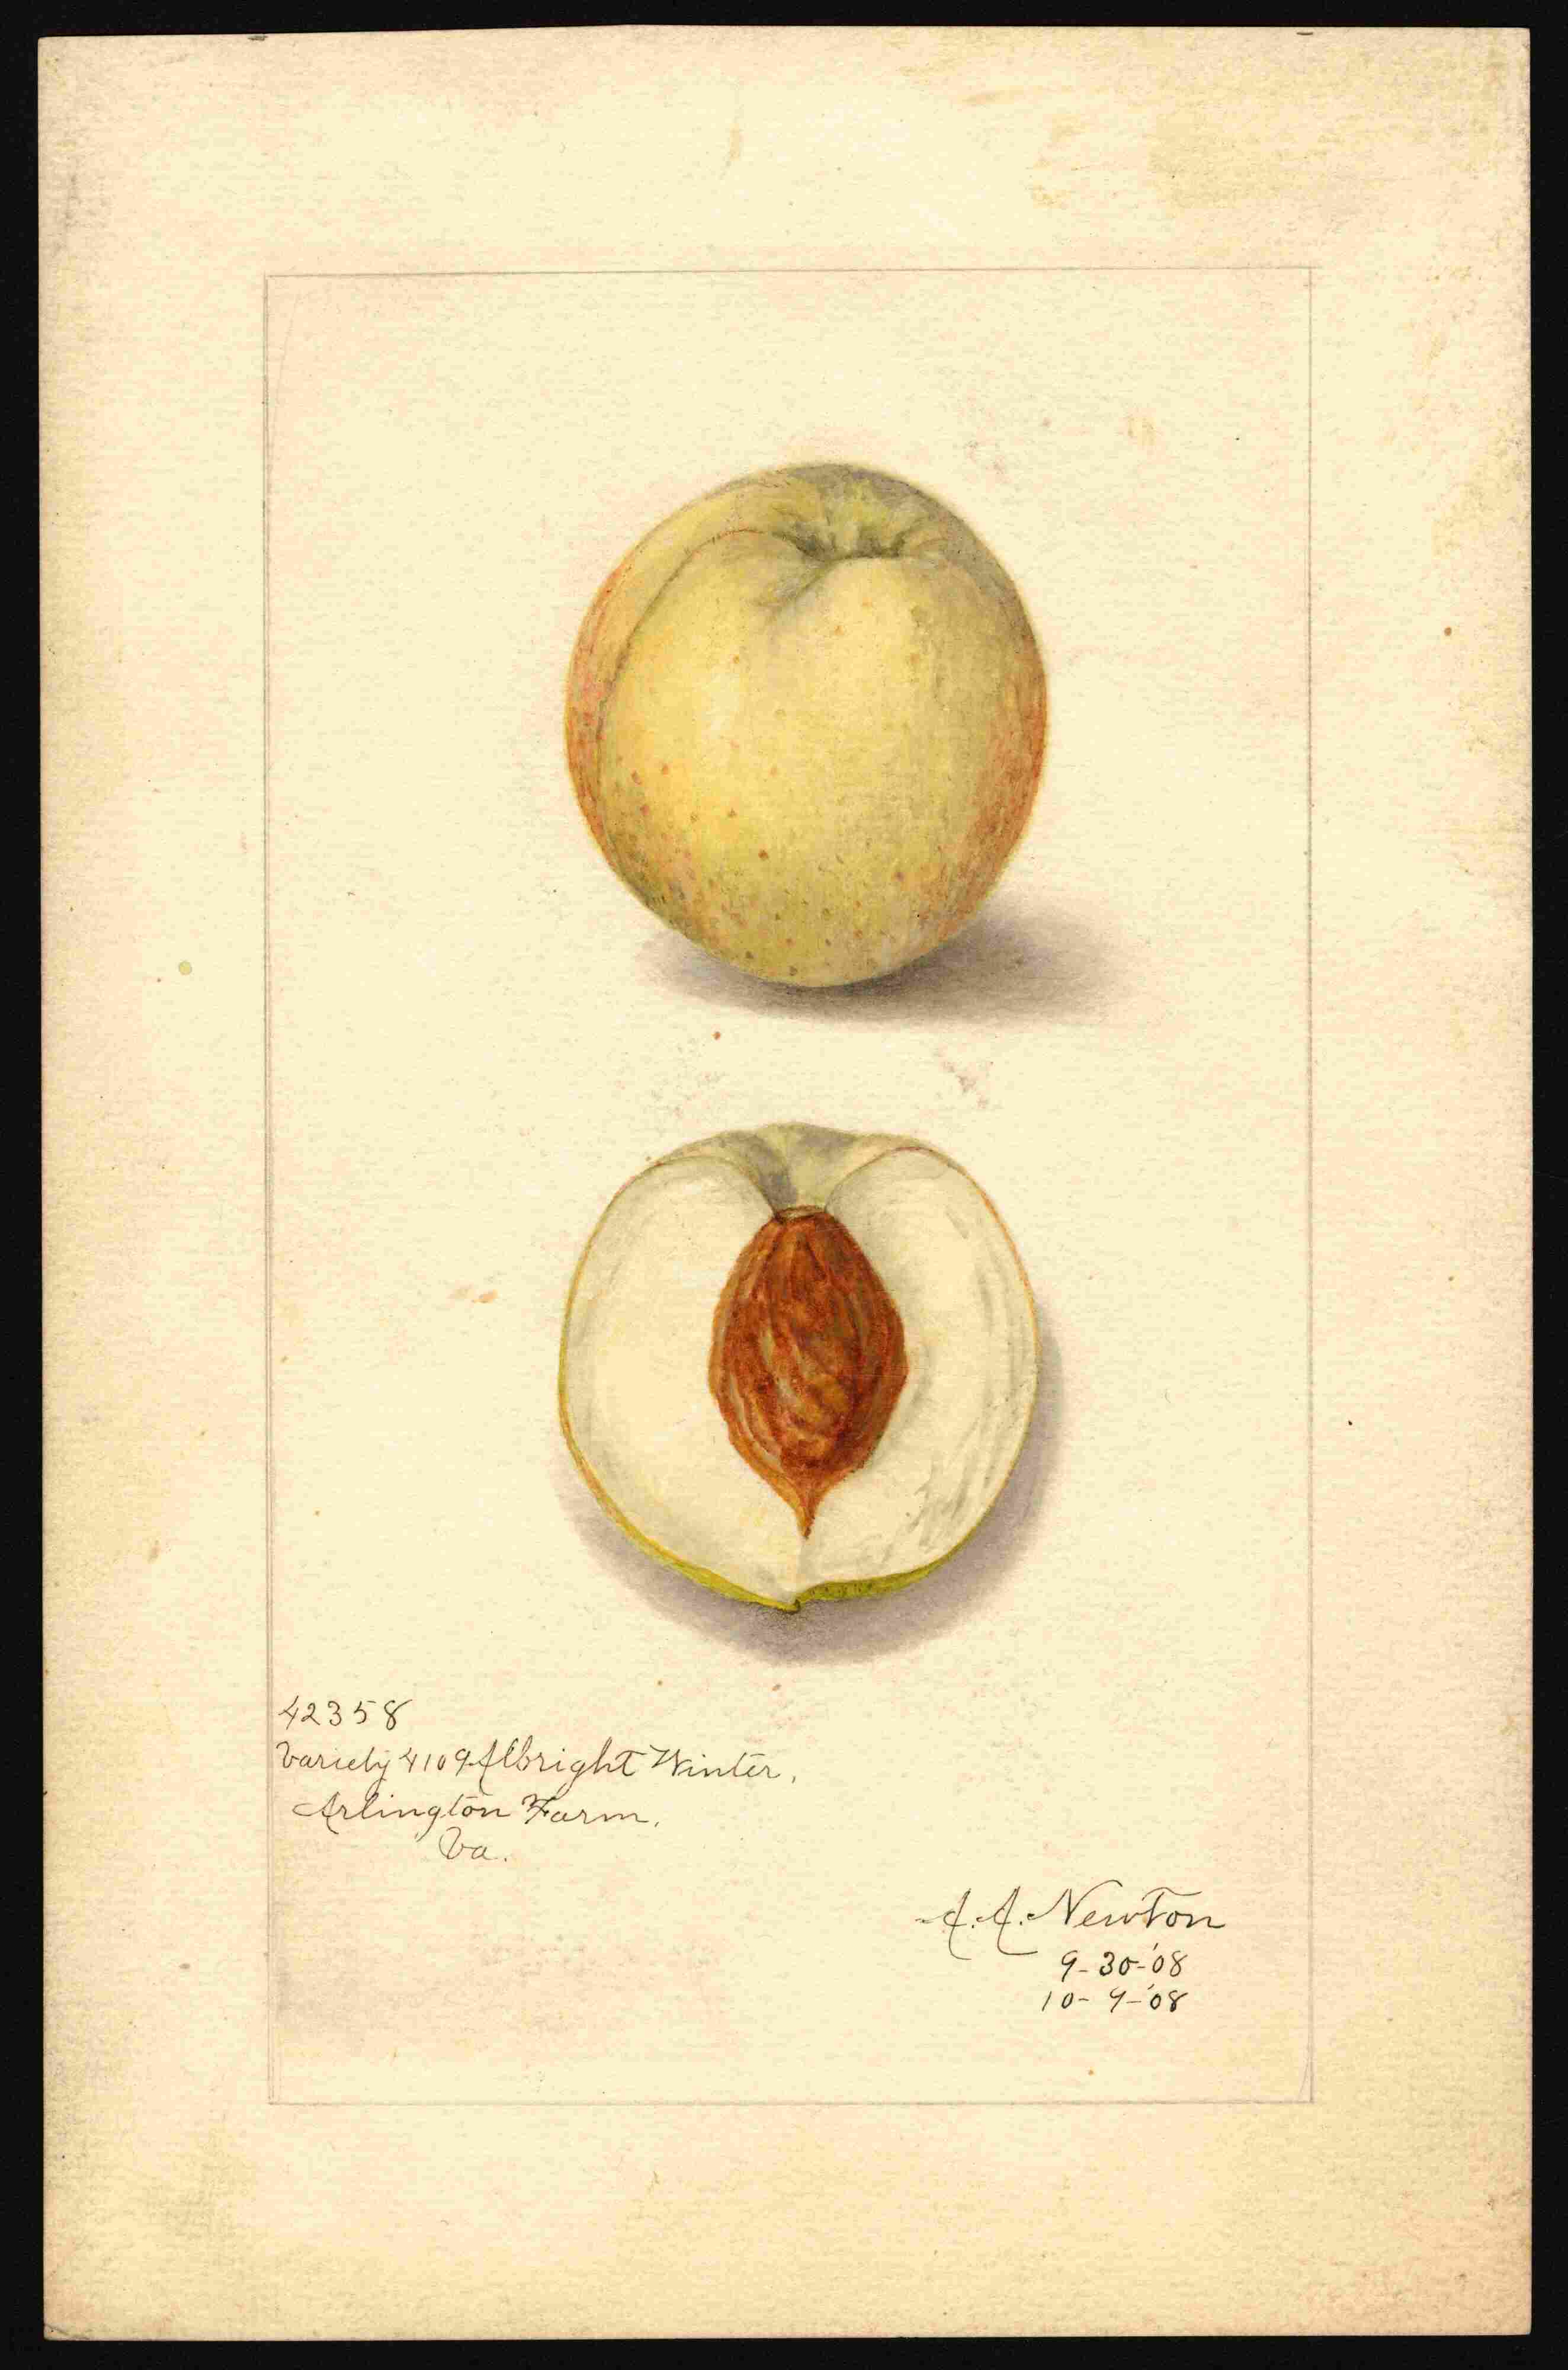 42358
Variety 4109 Albright Winter,
Arlington Farm,
Va.
A.A. Newton
9-30-'08
10-9-'08